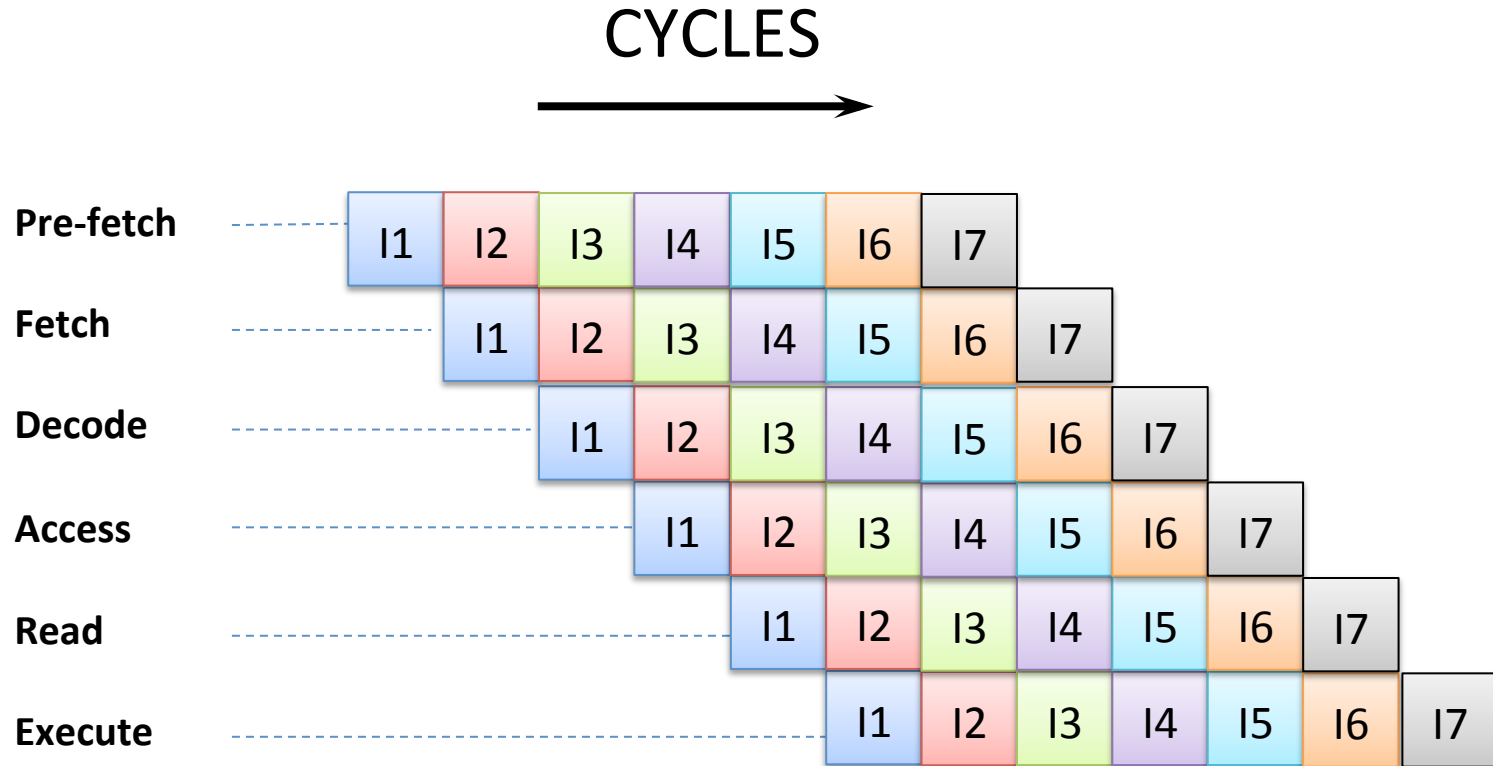 CYCLES
Pre-fetch I1 I2 I3 I4 I5 I6 I7
Fetch I1 I2 I3 I4 I5 I6 I7
Decode I1 I2 I3 I4 I5 I6 I7
Access I1 I2 I3 I4 I5 I6 I7
Read I1 I2 I3 I4 I5 I6 I7
Execute I1 I2 I3 I4 I5 I6 I7